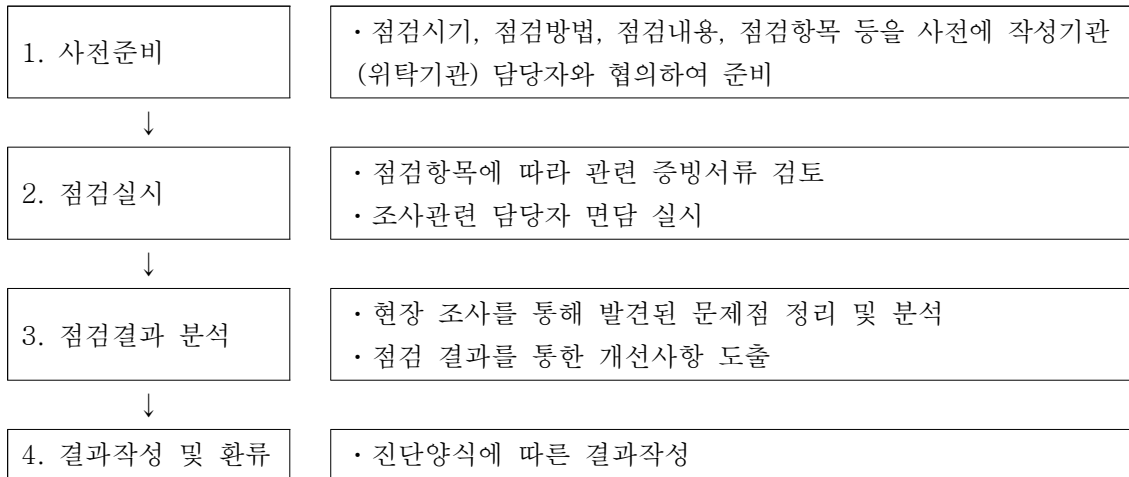 1. 사전준비
· 점검시기, 점검방법, 점검내용, 점검항목 등을 사전에 작성기관
(위탁기관) 담당자와 협의하여 준비
↓
2. 점검실시
· 점검항목에 따라 관련 증빙서류 검토
· 조사관련 담당자 면담 실시
↓
3. 점검결과 분석
· 현장 조사를 통해 발견된 문제점 정리 및 분석
· 점검 결과를 통한 개선사항 도출
↓
4. 결과작성 및 환류
· 진단양식에 따른 결과작성